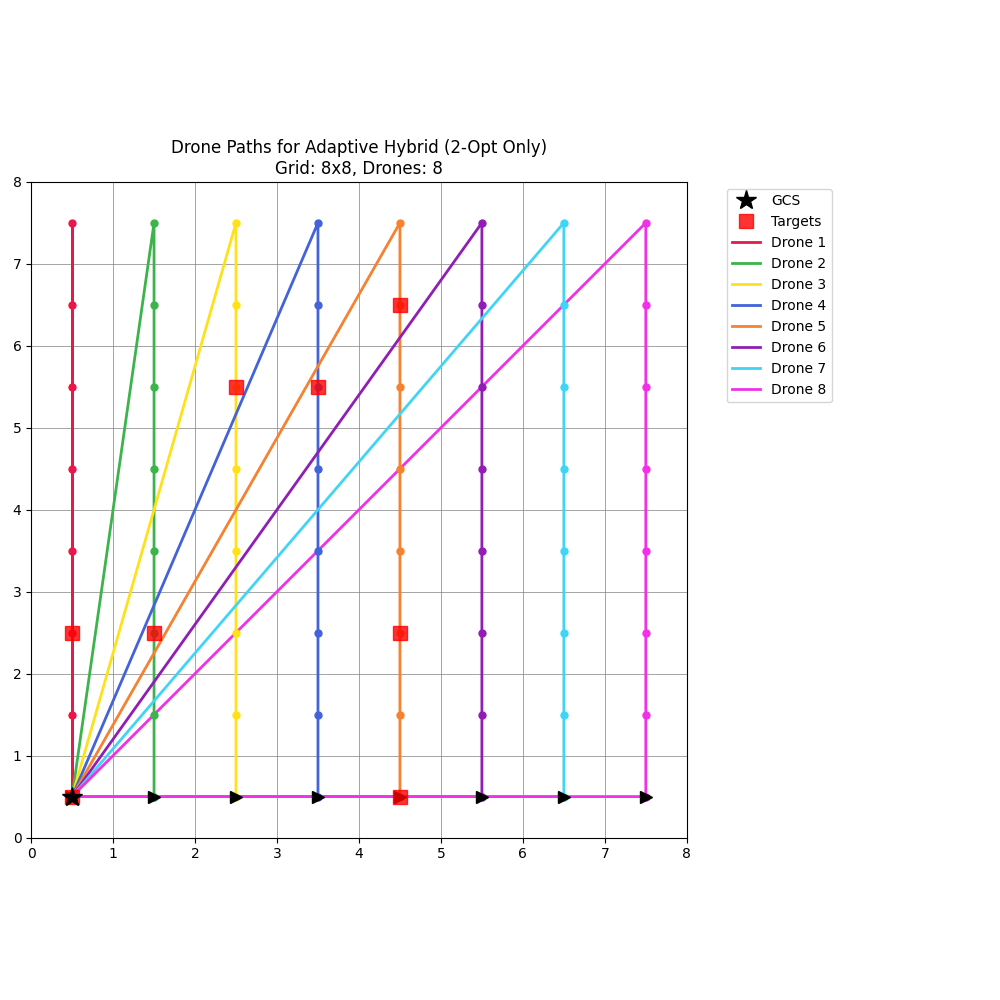 Drone Paths for Adaptive Hybrid (2-Opt Only)
Grid: 8x8, Drones: 8
8
7
6
5
4
3
2
1
0
0 1 2 3 4 5 6 7 8
GCS
Targets
Drone 1
Drone 2
Drone 3
Drone 4
Drone 5
Drone 6
Drone 7
Drone 8